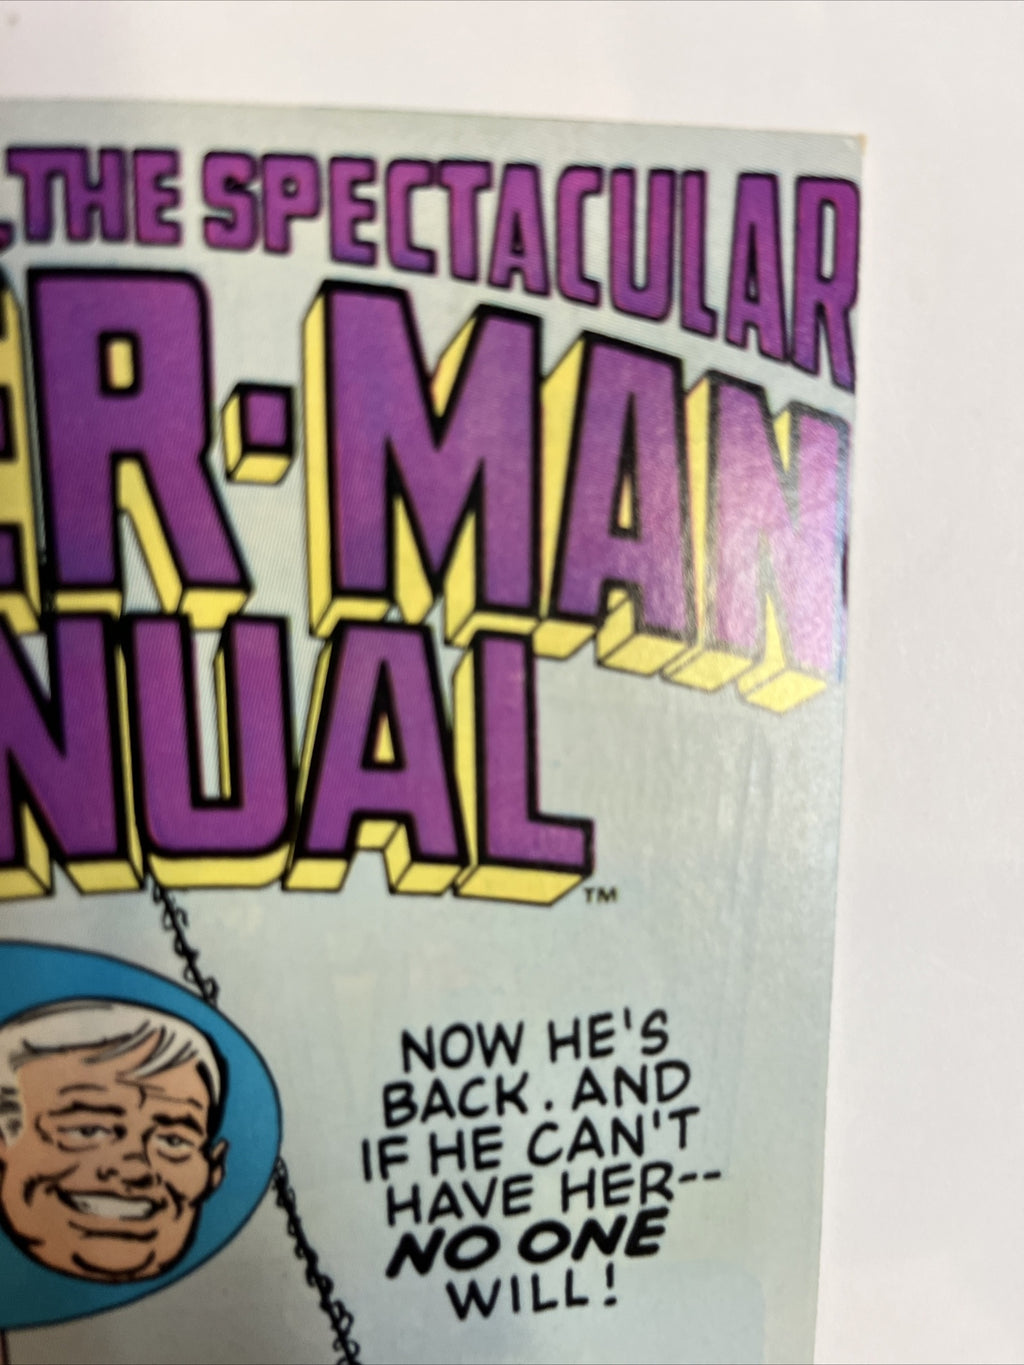 , THE SPECTACULAR
ER-MAN
NUAL
TM
NOW HE'S
BACK. AND
IF HE CAN'T
HAVE HER--
NO ONE
WILL!